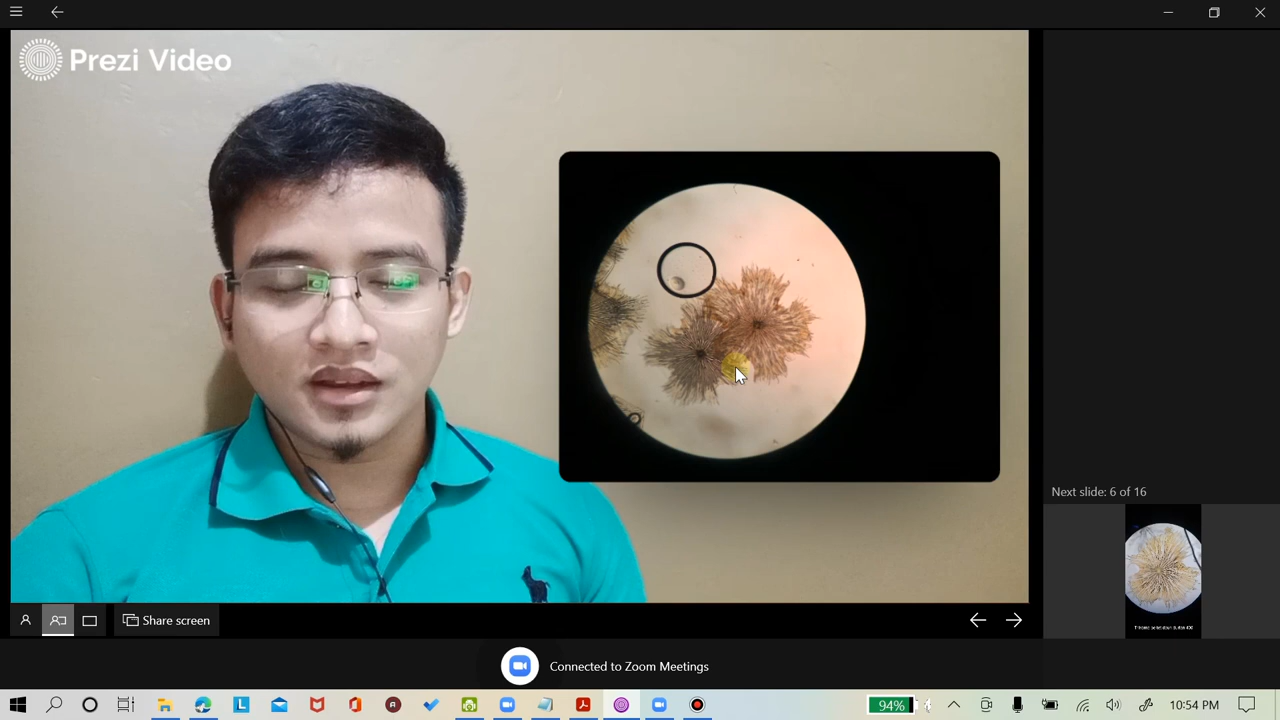 Prezi Video
Next slide: 6 of 16
Share screen
Connected to Zoom Meetings
94%
10:54 PM